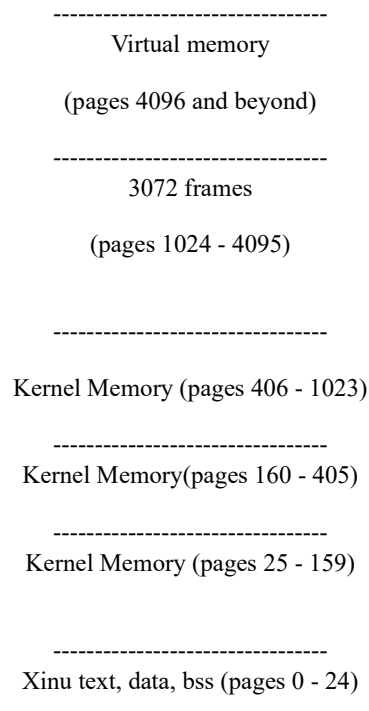 ---------------------------------
Virtual memory
(pages 4096 and beyond)
---------------------------------
3072 frames
(pages 1024 - 4095)
---------------------------------
Kernel Memory (pages 406 - 1023)
---------------------------------
Kernel Memory(pages 160 - 405)
---------------------------------
Kernel Memory (pages 25 - 159)
---------------------------------
Xinu text, data, bss (pages 0 - 24)